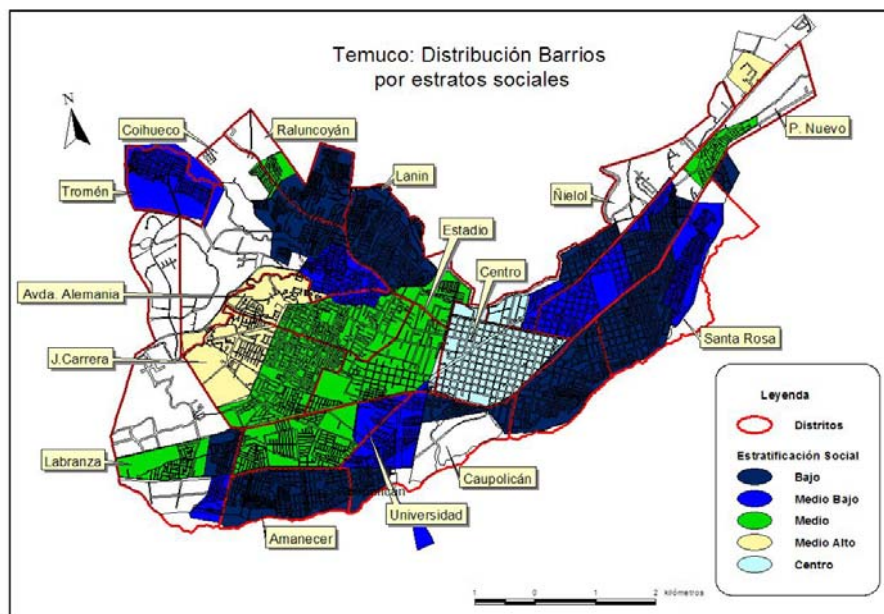 Temuco: Distribución Barrios
por estratos sociales
N
Coihueco
Raluncoyán
P. Nuevo
Lanin
Tromén
Ñielol
Estadio
Centro
Avda. Alemania
J.Carrera
Santa Rosa
Labranza
Caupolicán
Universidad
Amanecer
Leyenda
Distritos
Estratificación Social
Bajo
Medio Bajo
Medio
Medio Alto
Centro
1 0 1 2 kilómetros